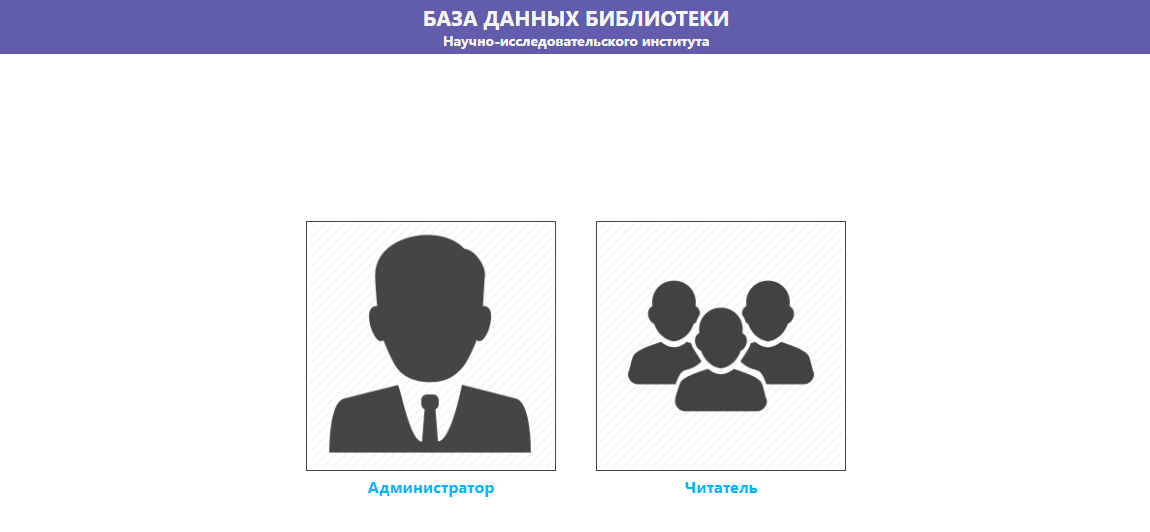 БАЗА ДАННЫХ БИБЛИОТЕКИ
Научно-исследовательского института
Администратор
Читатель